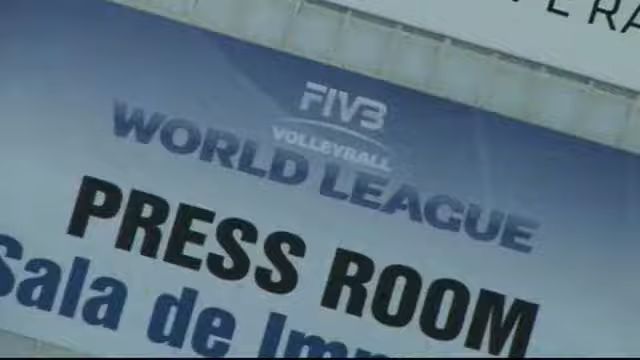 FIVB
VOLLEYBALL
WORLD LEAGUE
PRESS ROOM
Sala de